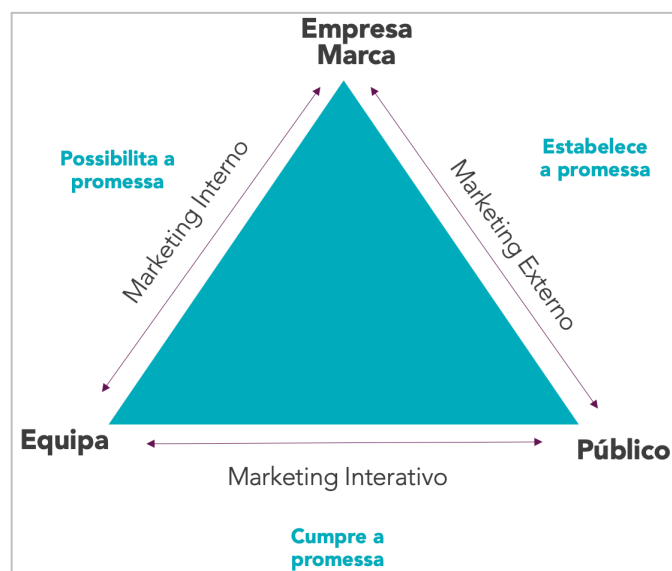 Empresa
Marca
Possibilita a
promessa
Estabelece
a promessa
Marketing Interno
Marketing Externo
Equipa
Público
Marketing Interativo
Cumpre a
promessa